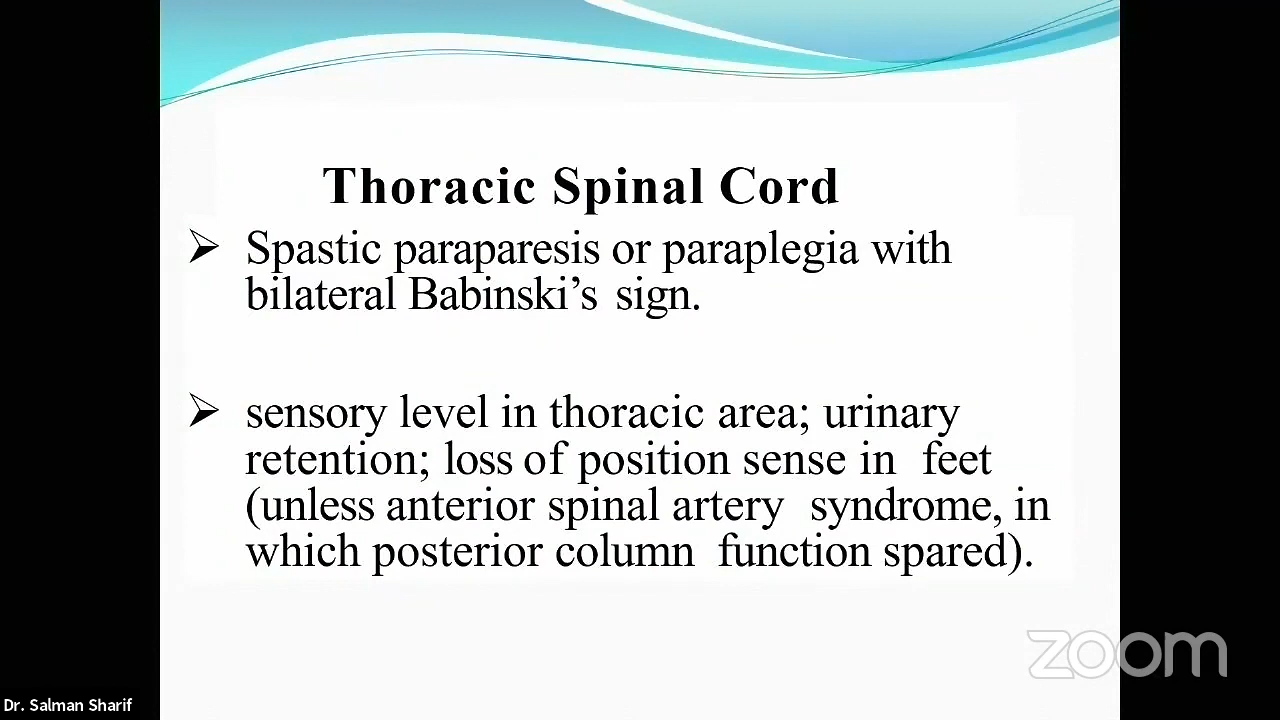 Thoracic Spinal Cord
➢ Spastic paraparesis or paraplegia with
bilateral Babinski’s sign.
➢ sensory level in thoracic area; urinary
retention; loss of position sense in feet
(unless anterior spinal artery syndrome, in
which posterior column function spared).
zoom
Dr. Salman Sharif